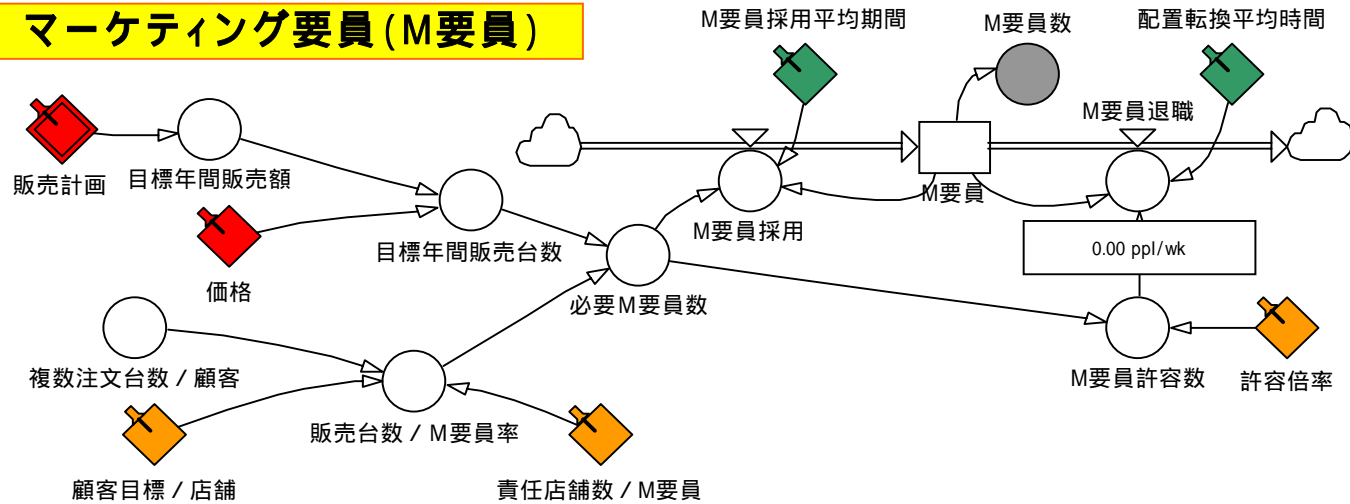 マーケティング要員(M要員)
M要員採用平均期間
M要員数
配置転換平均時間
M要員退職
販売計画
目標年間販売額
M要員
M要員採用
目標年間販売台数
0.00 ppl/wk
価格
必要M要員数
複数注文台数 / 顧客
M要員許容数
許容倍率
販売台数 / M要員率
顧客目標 / 店舗
責任店舗数 / M要員